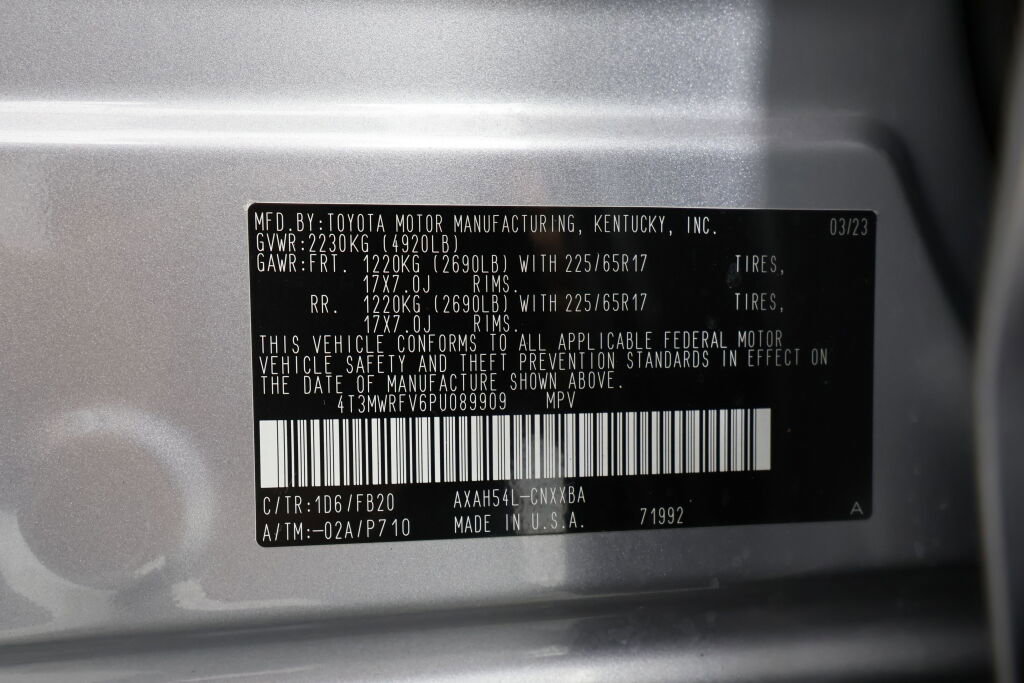 MFD.BY:TOYOTA MOTOR MANUFACTURING, KENTUCKY, INC. 03/23
GVWR:2230KG (4920LB)
GAWR:FRT. 1220KG (2690LB) WITH 225/65R17 TIRES,
17X7.0J RIMS.
RR. 1220KG (2690LB) WITH 225/65R17 TIRES,
17X7.0J RIMS.
THIS VEHICLE CONFORMS TO ALL APPLICABLE FEDERAL MOTOR
VEHICLE SAFETY AND THEFT PREVENTION STANDARDS IN EFFECT ON
THE DATE OF MANUFACTURE SHOWN ABOVE.
4T3MWRFV6PU089909 MPV
C/TR:1D6/FB20 AXAH54L-CNXXBA
A/TM:-02A/P710 MADE IN U.S.A. 71992 A